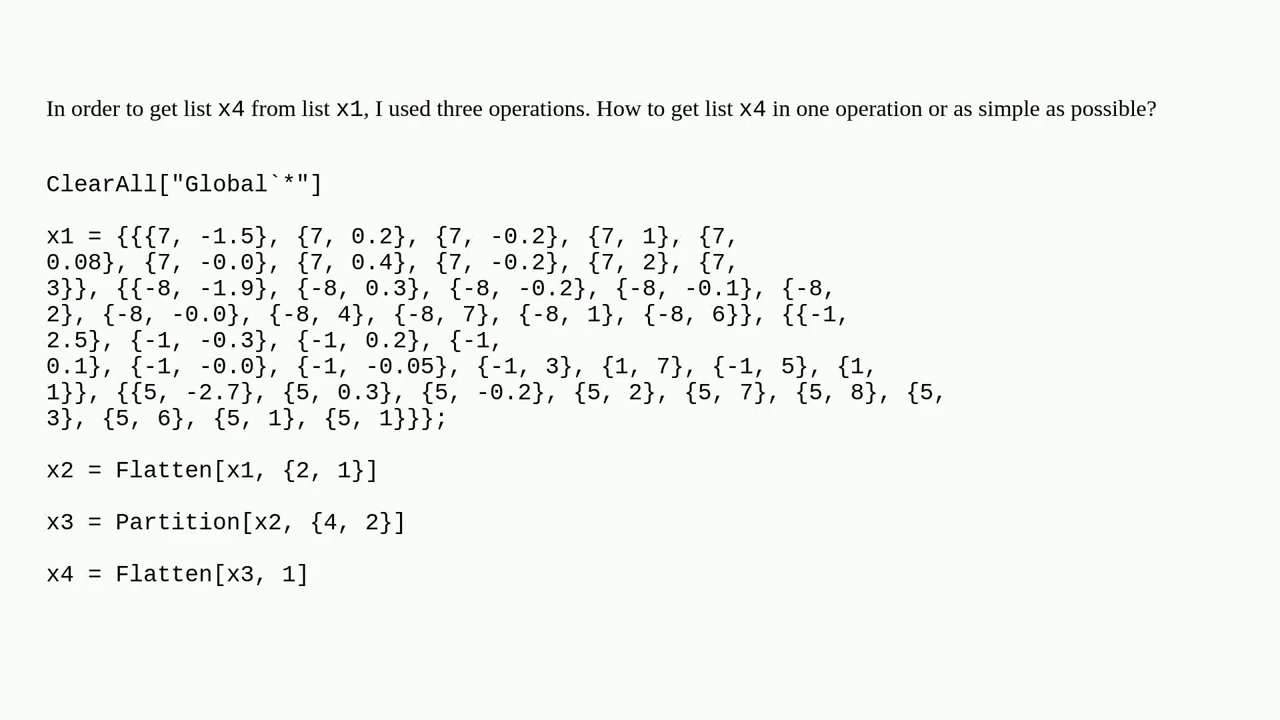 In order to get list x4 from list x1, I used three operations. How to get list x4 in one operation or as simple as possible?
ClearAll["Global`*"]
x1 = {{{7, -1.5}, {7, 0.2}, {7, -0.2}, {7, 1}, {7,
0.08}, {7, -0.0}, {7, 0.4}, {7, -0.2}, {7, 2}, {7,
3}}, {{-8, -1.9}, {-8, 0.3}, {-8, -0.2}, {-8, -0.1}, {-8,
2}, {-8, -0.0}, {-8, 4}, {-8, 7}, {-8, 1}, {-8, 6}}, {{-1,
2.5}, {-1, -0.3}, {-1, 0.2}, {-1,
0.1}, {-1, -0.0}, {-1, -0.05}, {-1, 3}, {1, 7}, {-1, 5}, {1,
1}}, {{5, -2.7}, {5, 0.3}, {5, -0.2}, {5, 2}, {5, 7}, {5, 8}, {5,
3}, {5, 6}, {5, 1}, {5, 1}}};
x2 = Flatten[x1, {2, 1}]
x3 = Partition[x2, {4, 2}]
x4 = Flatten[x3, 1]